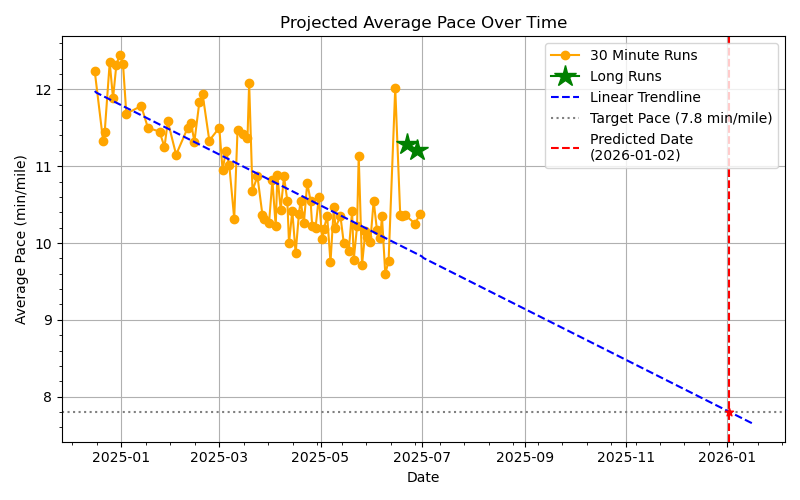 Projected Average Pace Over Time
30 Minute Runs
Long Runs
Linear Trendline
Target Pace (7.8 min/mile)
Predicted Date
(2026-01-02)
Average Pace (min/mile)
12
11
10
9
8
2025-01
2025-03
2025-05
2025-07
2025-09
2025-11
2026-01
Date